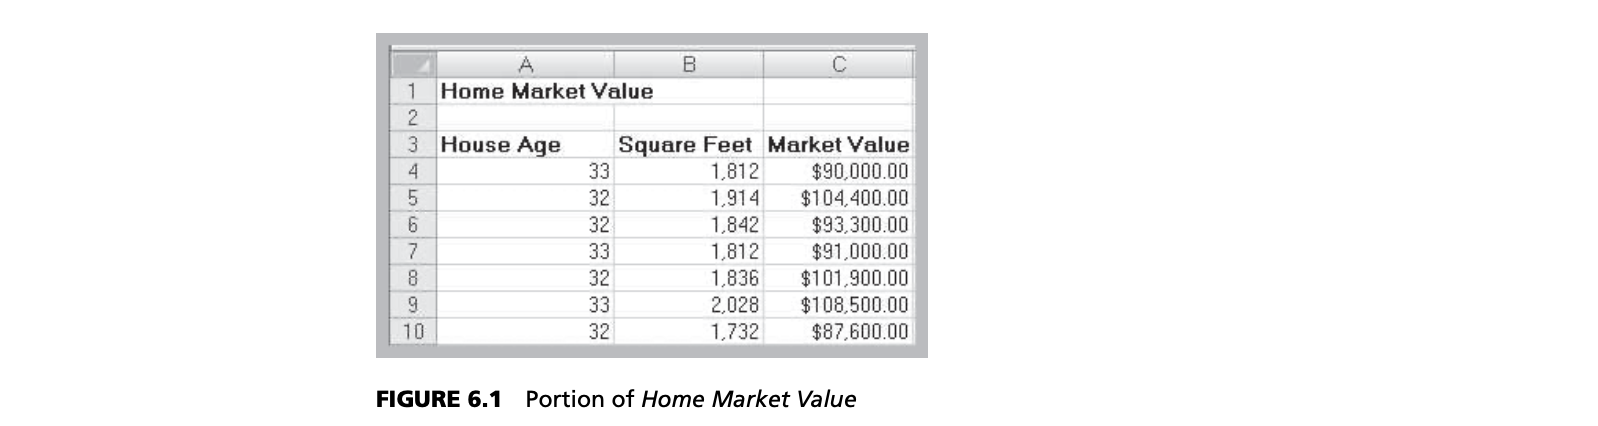 A B C
1 Home Market Value
2
3 House Age Square Feet Market Value
4 33 1,812 $90,000.00
5 32 1,914 $104,400.00
6 32 1,842 $93,300.00
7 33 1,812 $91,000.00
8 32 1,836 $101,900.00
9 33 2,028 $108,500.00
10 32 1,732 $87,600.00
FIGURE 6.1 Portion of Home Market Value